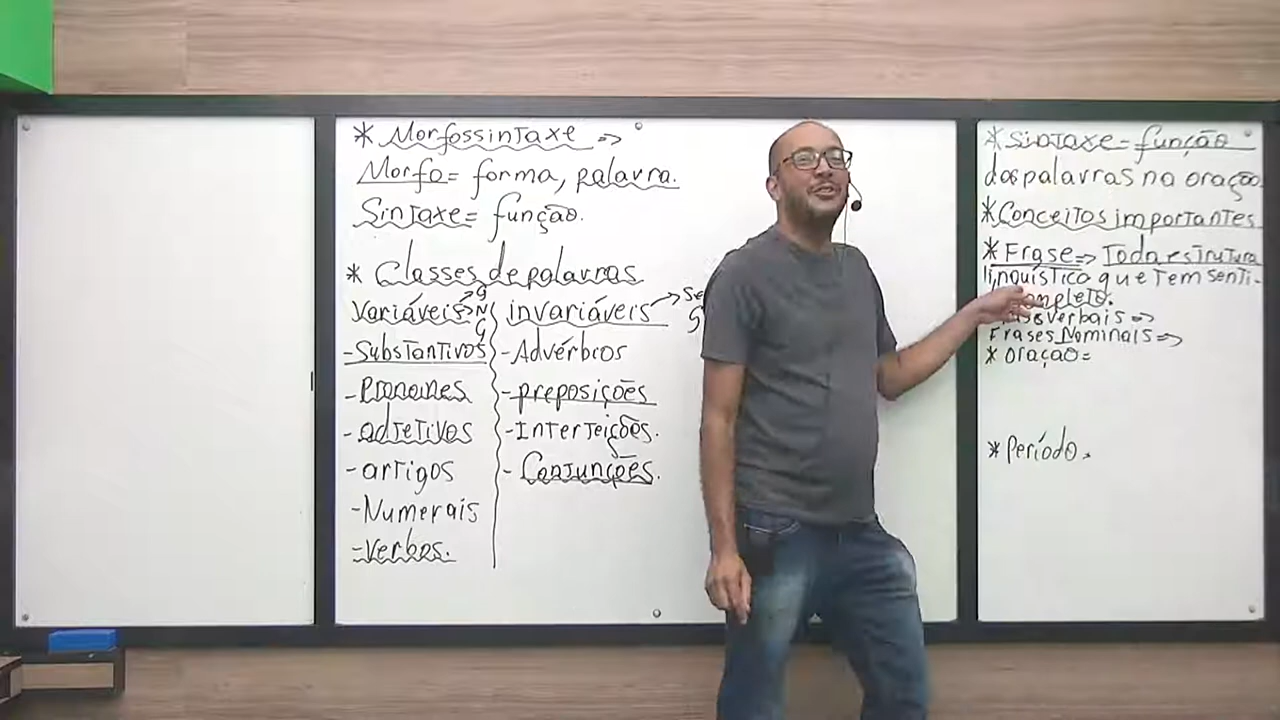 * Morfossintaxe =>
Morfo = forma, palavra.
Sintaxe = função.
* Classes de palavras
G
Variáveis N invariáveis Se
G
- Substantivos - Advérbios
- Pronomes - preposições
- adjetivos - Interjeições.
- artigos - Conjunções.
- Numerais
- Verbos.
* Sintaxe = função
das palavras na oração
* Conceitos importantes
* Frase => Toda estrutura
linguística que tem senti-
completo.
verbais =>
Frases Nominais =>
* oração =
* Período.